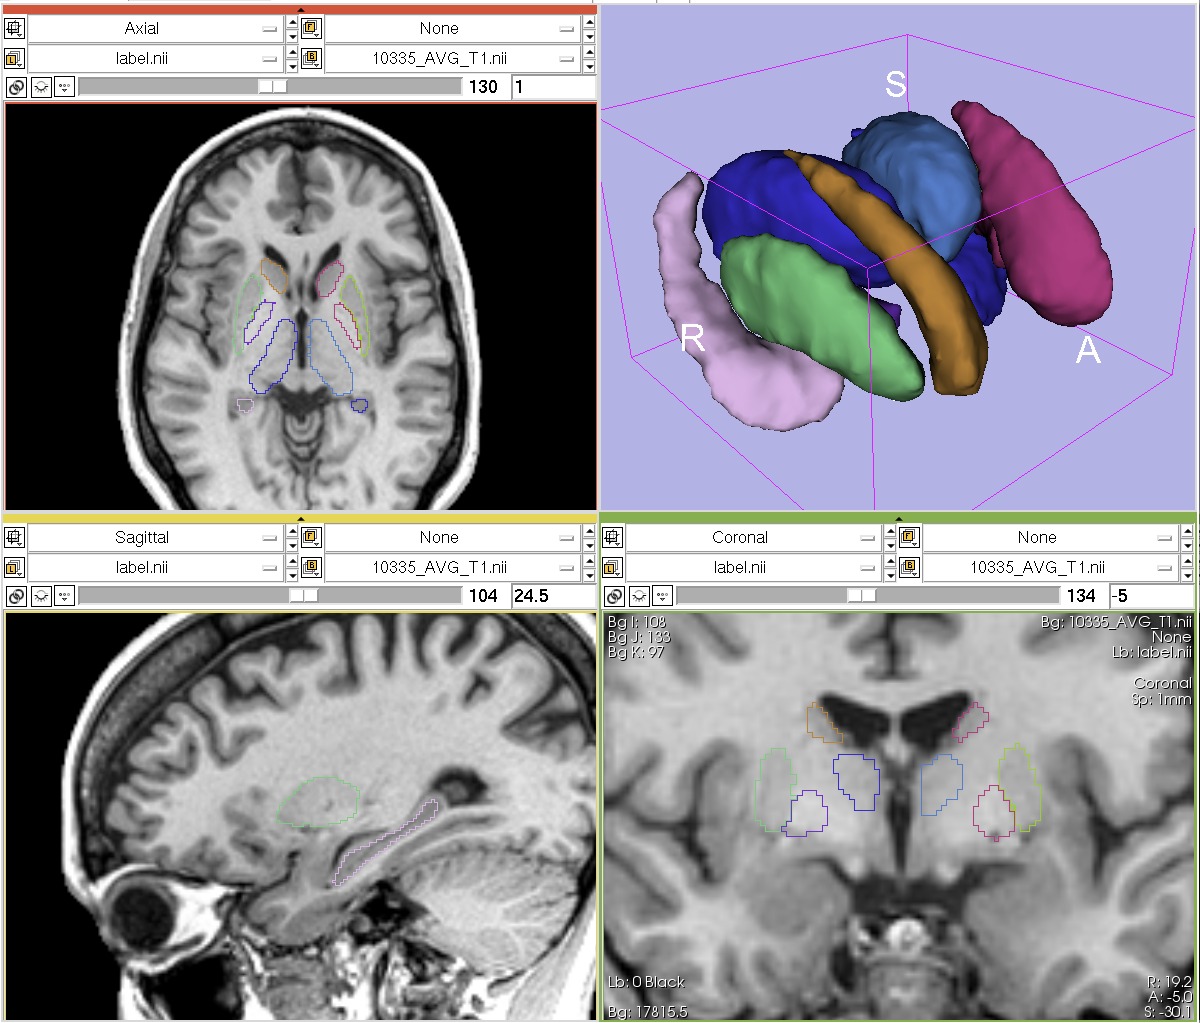 Axial
None
label.nii
10335_AVG_T1.nii
130
1
S
R
A
Sagittal
None
label.nii
10335_AVG_T1.nii
104
24.5
Coronal
None
label.nii
10335_AVG_T1.nii
134
-5
Bg I: 108
Bg J: 133
Bg K: 97
Bg: 10335_AVG_T1.nii
None
Lb: label.nii
Coronal
Sp: 1mm
Lb: 0 Black
Bg: 17815.5
R: 19.2
A: -5.0
S: -30.1